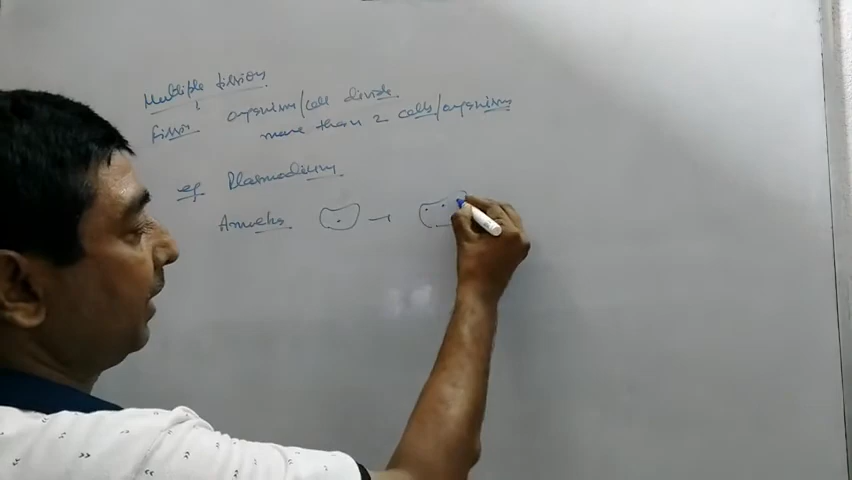 Multiple fission
Fission organism/cell divide
more than 2 cells/organism
eg Plasmodium
Amoeba